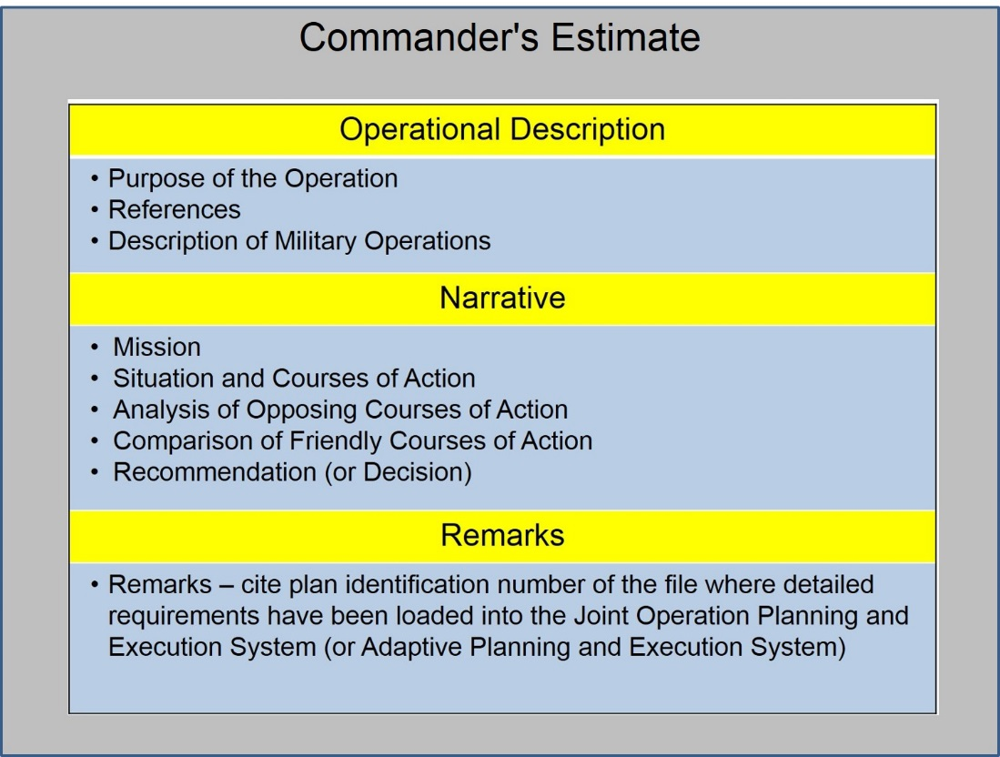 Commander's Estimate
Operational Description
• Purpose of the Operation
• References
• Description of Military Operations
Narrative
• Mission
• Situation and Courses of Action
• Analysis of Opposing Courses of Action
• Comparison of Friendly Courses of Action
• Recommendation (or Decision)
Remarks
• Remarks – cite plan identification number of the file where detailed
requirements have been loaded into the Joint Operation Planning and
Execution System (or Adaptive Planning and Execution System)